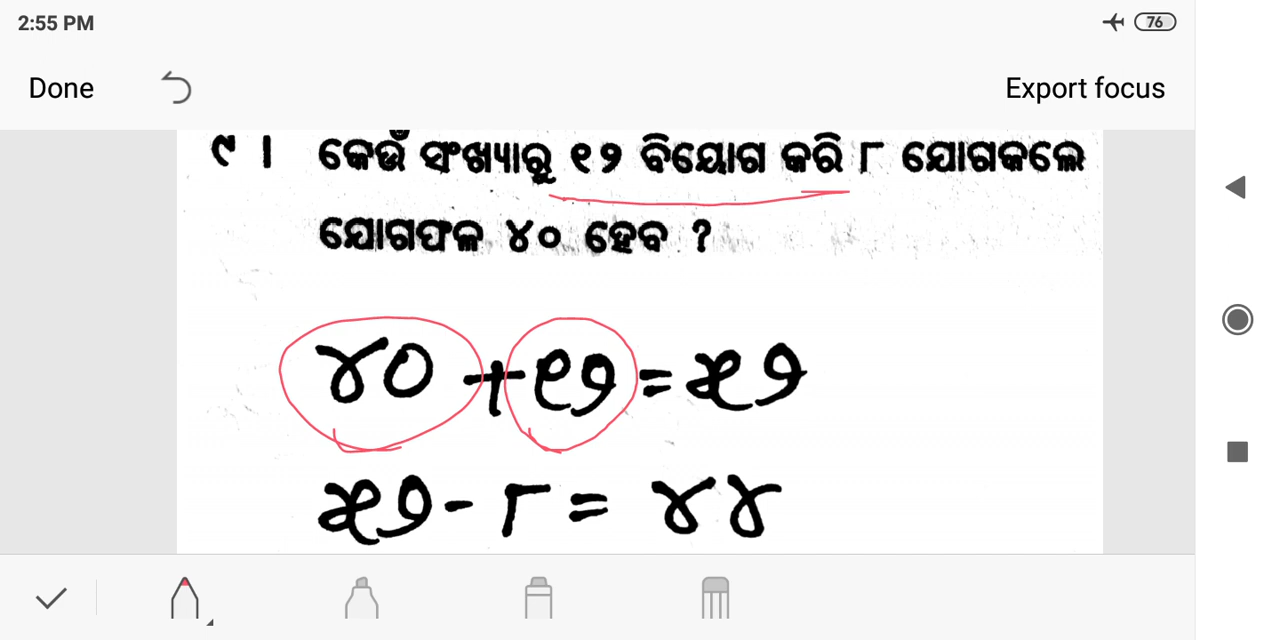 2:55 PM
76
Done
Export focus
୯ । କେଉଁ ସଂଖ୍ୟାରୁ ୧୨ ବିୟୋଗ କରି ୮ ଯୋଗକଲେ
ଯୋଗଫଳ ୪୦ ହେବ ?
୪୦ + ୧୨ = ୫୨
୫୨ - ୮ = ୪୪